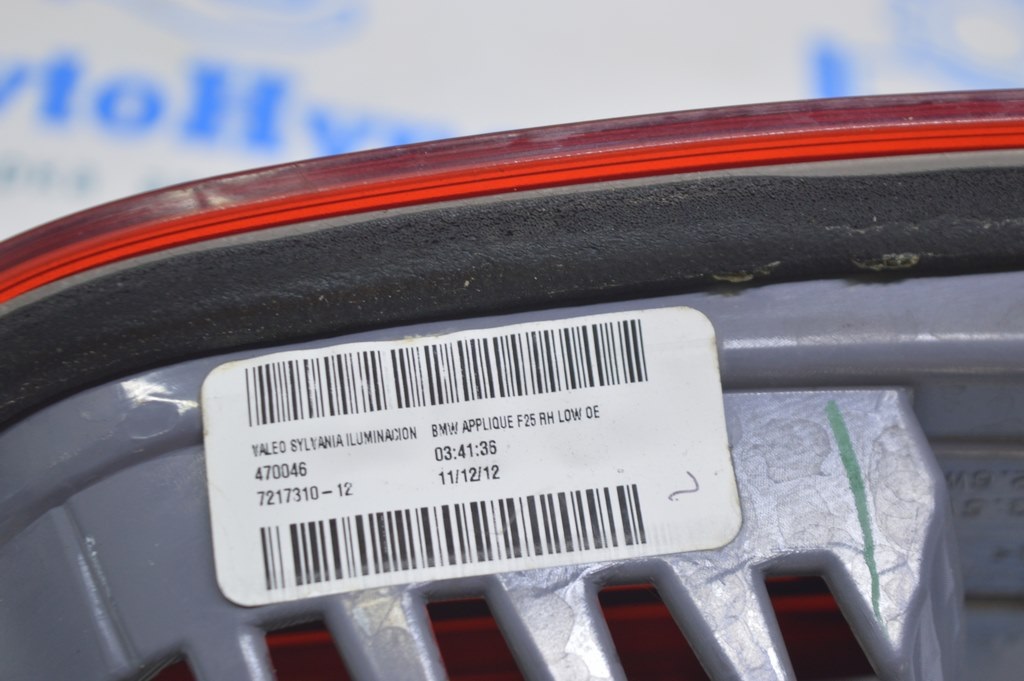 VALEO SYLVANIA ILUMINACION BMW APPLIQUE F25 RH LOW OE
470046 03:41:36
7217310-12 11/12/12